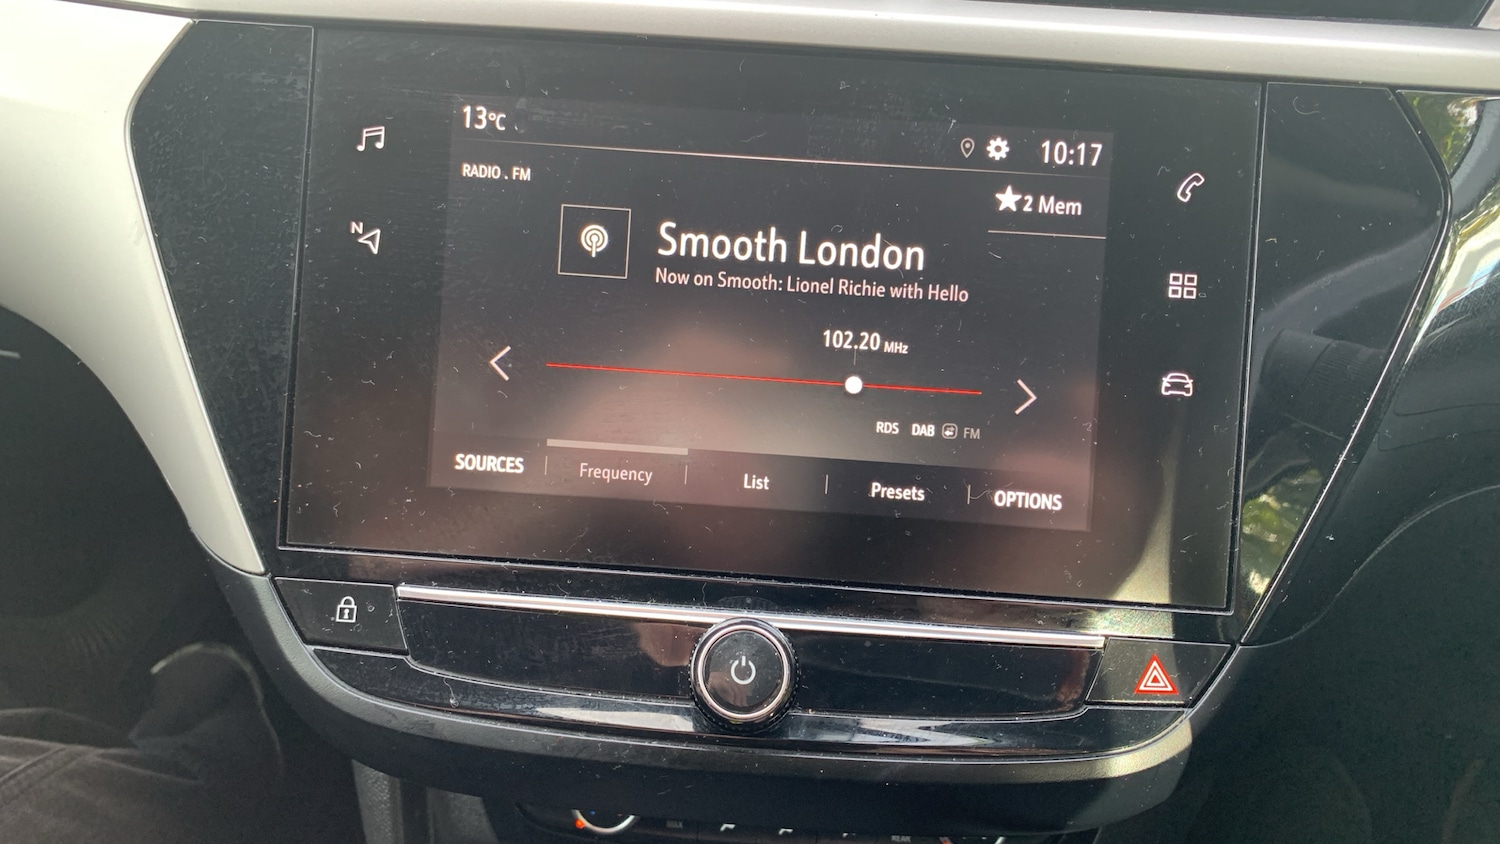 13°C
10:17
RADIO . FM
2 Mem
Smooth London
Now on Smooth: Lionel Richie with Hello
102.20 MHz
RDS DAB FM
SOURCES
Frequency
List
Presets
OPTIONS
N
REAR